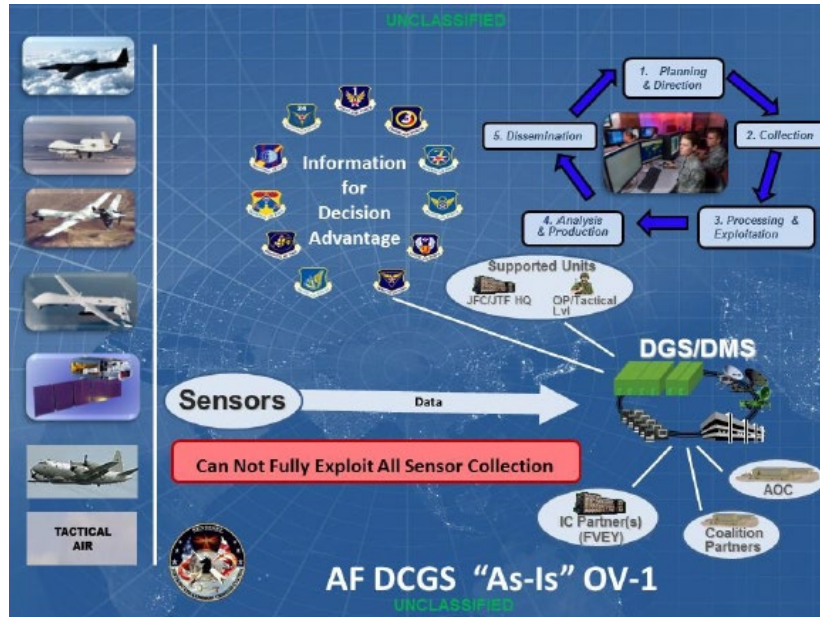 UNCLASSIFIED
1. Planning
& Direction
5. Dissemination
2. Collection
4. Analysis
& Production
3. Processing &
Exploitation
Information
for
Decision
Advantage
Supported Units
JFC/JTF HQ
OP/Tactical
Lvl
DGS/DMS
Sensors
Data
Can Not Fully Exploit All Sensor Collection
AOC
IC Partner(s)
(FVEY)
Coalition
Partners
TACTICAL
AIR
AF DCGS "As-Is" OV-1
UNCLASSIFIED